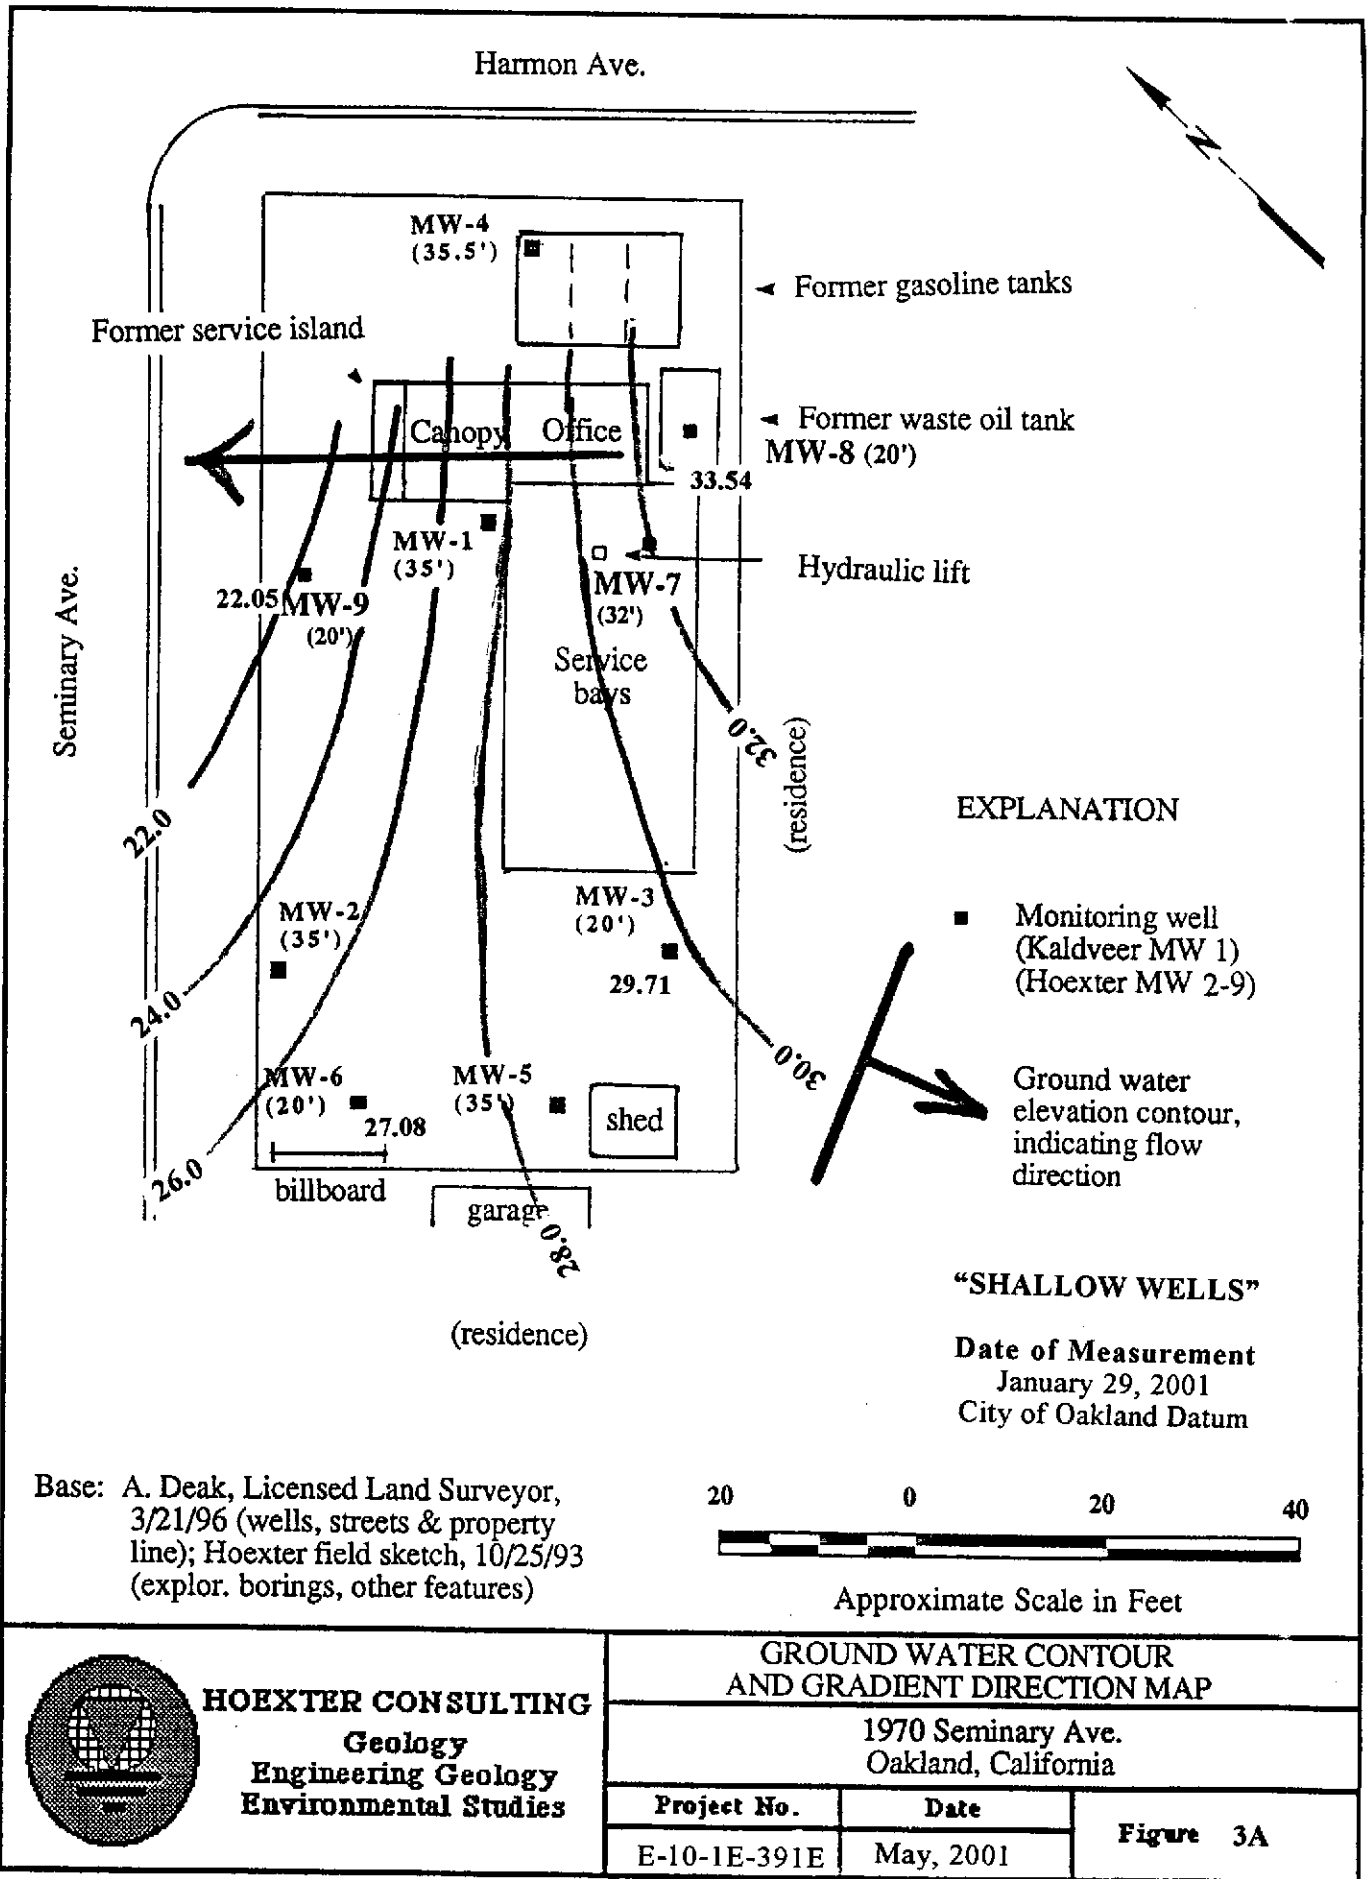 Harmon Ave.
N
MW-4
(35.5')
Former gasoline tanks
Former service island
Canopy
Office
Former waste oil tank
MW-8 (20')
33.54
MW-1
(35')
Hydraulic lift
MW-7
(32')
22.05
MW-9
(20')
Seminary Ave.
Service
bays
32.0
(residence)
22.0
EXPLANATION
MW-3
(20')
29.71
MW-2
(35')
Monitoring well
(Kaldveer MW 1)
(Hoexter MW 2-9)
24.0
30.0
MW-6
(20')
27.08
MW-5
(35')
shed
Ground water
elevation contour,
indicating flow
direction
26.0
billboard
garage
28.0
(residence)
“SHALLOW WELLS”
Date of Measurement
January 29, 2001
City of Oakland Datum
Base: A. Deak, Licensed Land Surveyor,
3/21/96 (wells, streets & property
line); Hoexter field sketch, 10/25/93
(explor. borings, other features)
20 0 20 40
Approximate Scale in Feet
HOEXTER CONSULTING
Geology
Engineering Geology
Environmental Studies
GROUND WATER CONTOUR
AND GRADIENT DIRECTION MAP
1970 Seminary Ave.
Oakland, California
Project No.
E-10-1E-391E
Date
May, 2001
Figure 3A